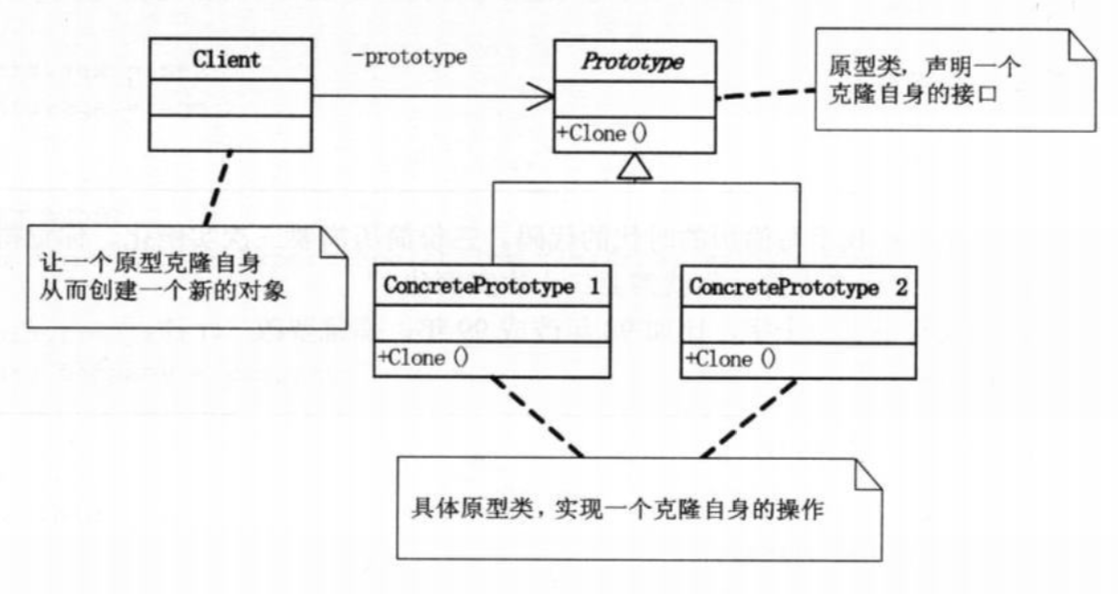 Client
-prototype
Prototype
+Clone()
原型类，声明一个
克隆自身的接口
让一个原型克隆自身
从而创建一个新的对象
ConcretePrototype 1
+Clone()
ConcretePrototype 2
+Clone()
具体原型类，实现一个克隆自身的操作